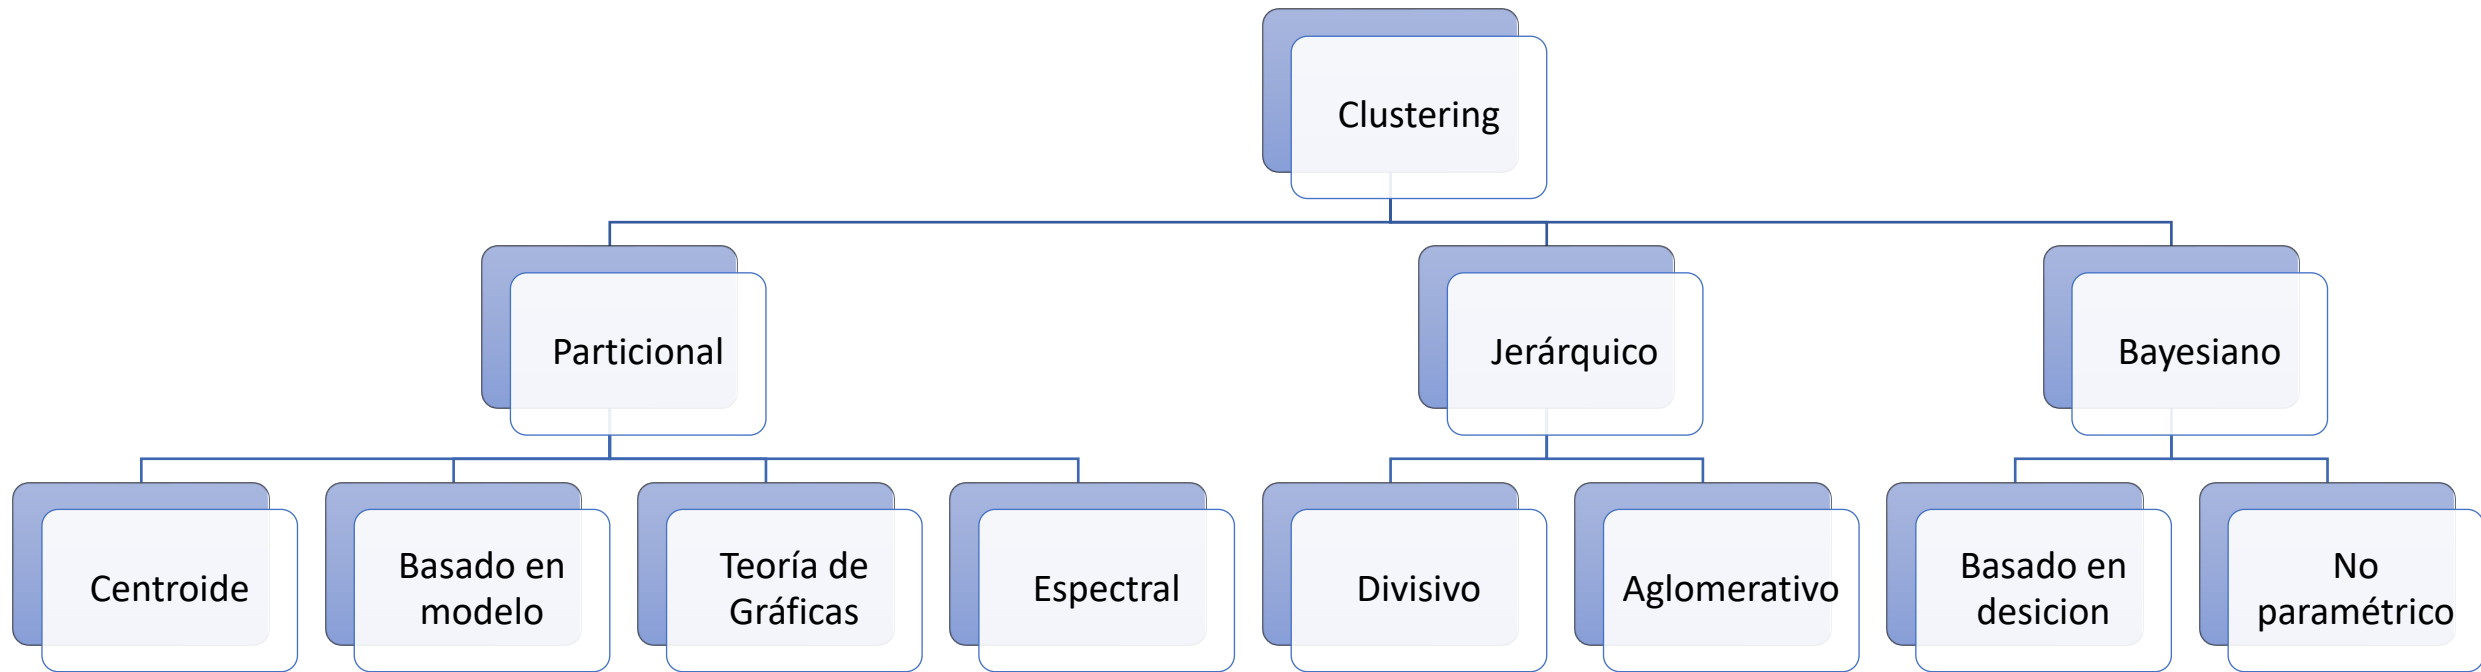 Clustering
Particional
Jerárquico
Bayesiano
Centroide
Basado en
modelo
Teoría de
Gráficas
Espectral
Divisivo
Aglomerativo
Basado en
desicion
No
paramétrico